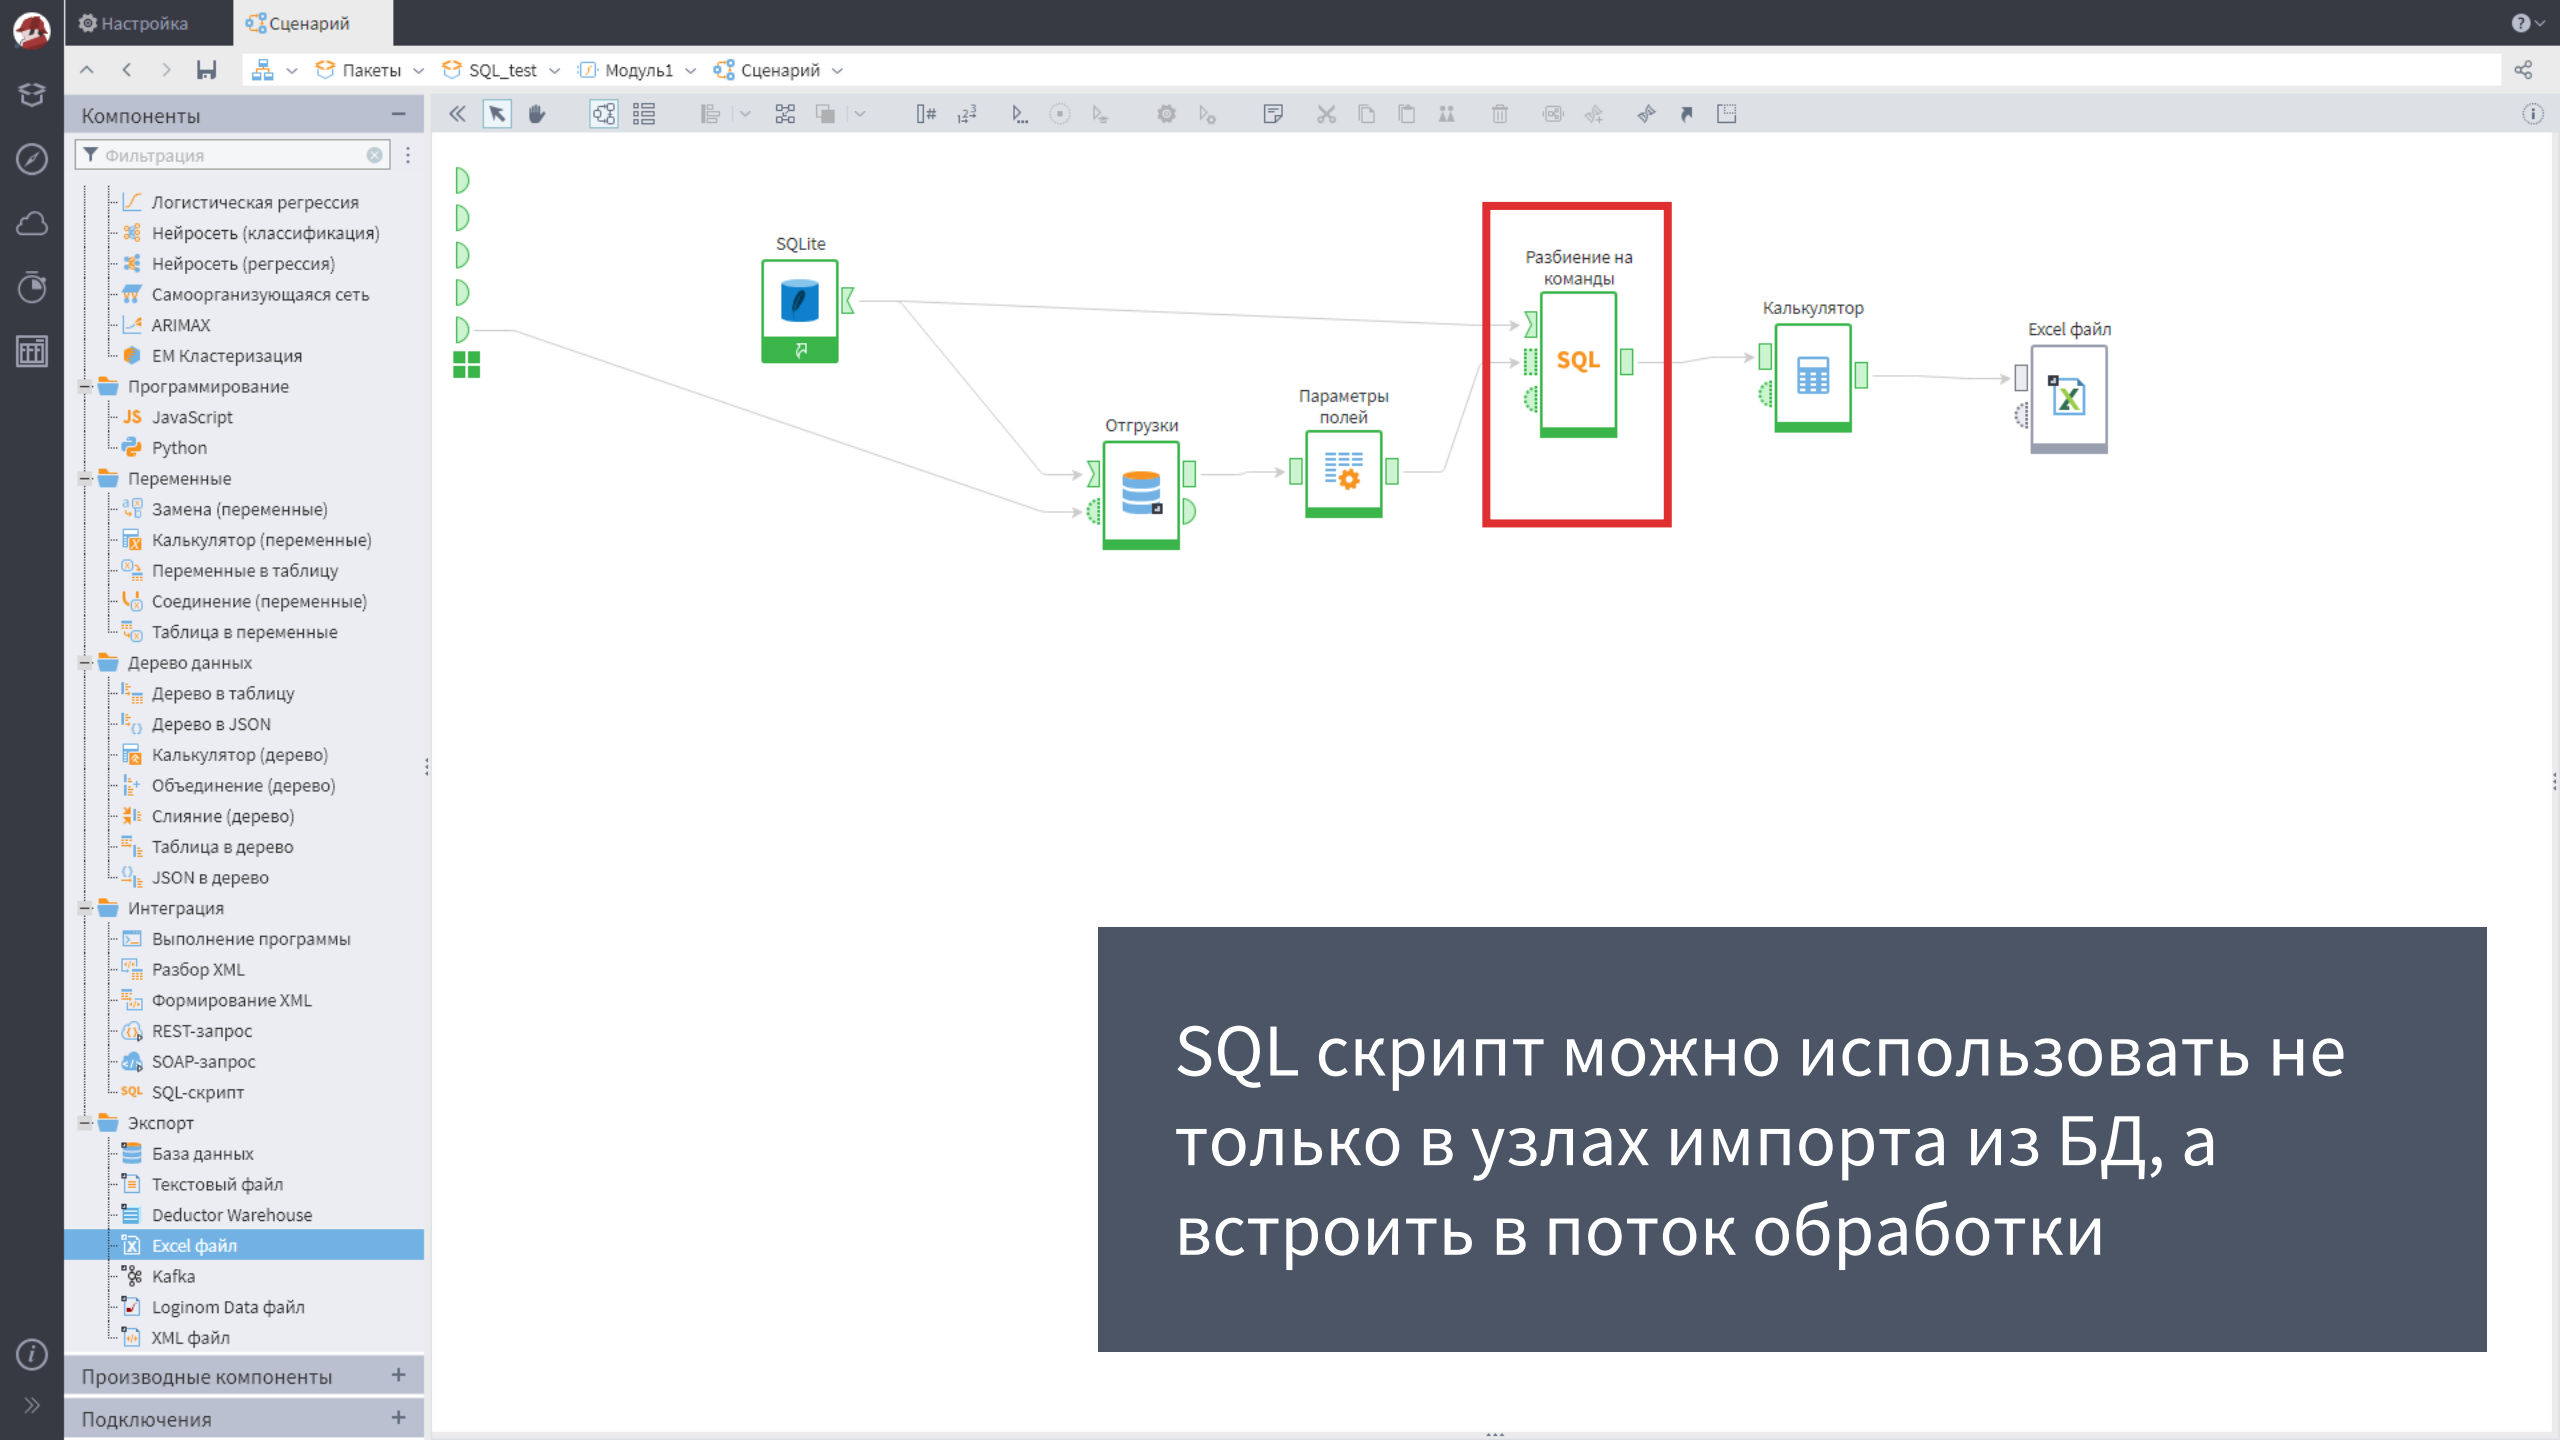 Настройка
Сценарий
Пакеты
SQL_test
Модуль1
Сценарий
Компоненты
Фильтрация
Логистическая регрессия
Нейросеть (классификация)
Нейросеть (регрессия)
Самоорганизующаяся сеть
ARIMAX
EM Кластеризация
Программирование
JS JavaScript
Python
Переменные
Замена (переменные)
Калькулятор (переменные)
Переменные в таблицу
Соединение (переменные)
Таблица в переменные
Дерево данных
Дерево в таблицу
Дерево в JSON
Калькулятор (дерево)
Объединение (дерево)
Слияние (дерево)
Таблица в дерево
JSON в дерево
Интеграция
Выполнение программы
Разбор XML
Формирование XML
REST-запрос
SOAP-запрос
SQL SQL-скрипт
Экспорт
База данных
Текстовый файл
Deductor Warehouse
Excel файл
Kafka
Loginom Data файл
XML файл
Производные компоненты
Подключения
SQLite
Отгрузки
Параметры
полей
Разбиение на
команды
SQL
Калькулятор
Excel файл
SQL скрипт можно использовать не
только в узлах импорта из БД, а
встроить в поток обработки